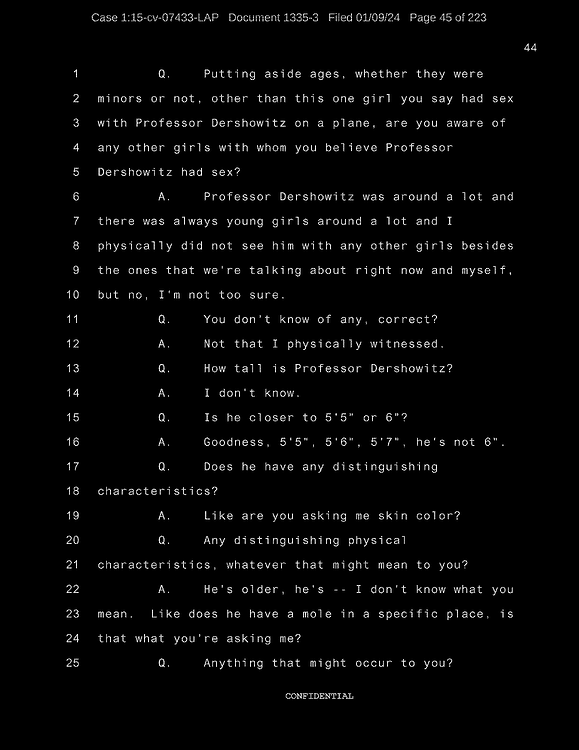 Case 1:15-cv-07433-LAP Document 1335-3 Filed 01/09/24 Page 45 of 223
44
1 Q. Putting aside ages, whether they were
2 minors or not, other than this one girl you say had sex
3 with Professor Dershowitz on a plane, are you aware of
4 any other girls with whom you believe Professor
5 Dershowitz had sex?
6 A. Professor Dershowitz was around a lot and
7 there was always young girls around a lot and I
8 physically did not see him with any other girls besides
9 the ones that we're talking about right now and myself,
10 but no, I'm not too sure.
11 Q. You don't know of any, correct?
12 A. Not that I physically witnessed.
13 Q. How tall is Professor Dershowitz?
14 A. I don't know.
15 Q. Is he closer to 5'5" or 6"?
16 A. Goodness, 5'5", 5'6", 5'7", he's not 6".
17 Q. Does he have any distinguishing
18 characteristics?
19 A. Like are you asking me skin color?
20 Q. Any distinguishing physical
21 characteristics, whatever that might mean to you?
22 A. He's older, he's -- I don't know what you
23 mean. Like does he have a mole in a specific place, is
24 that what you're asking me?
25 Q. Anything that might occur to you?
CONFIDENTIAL